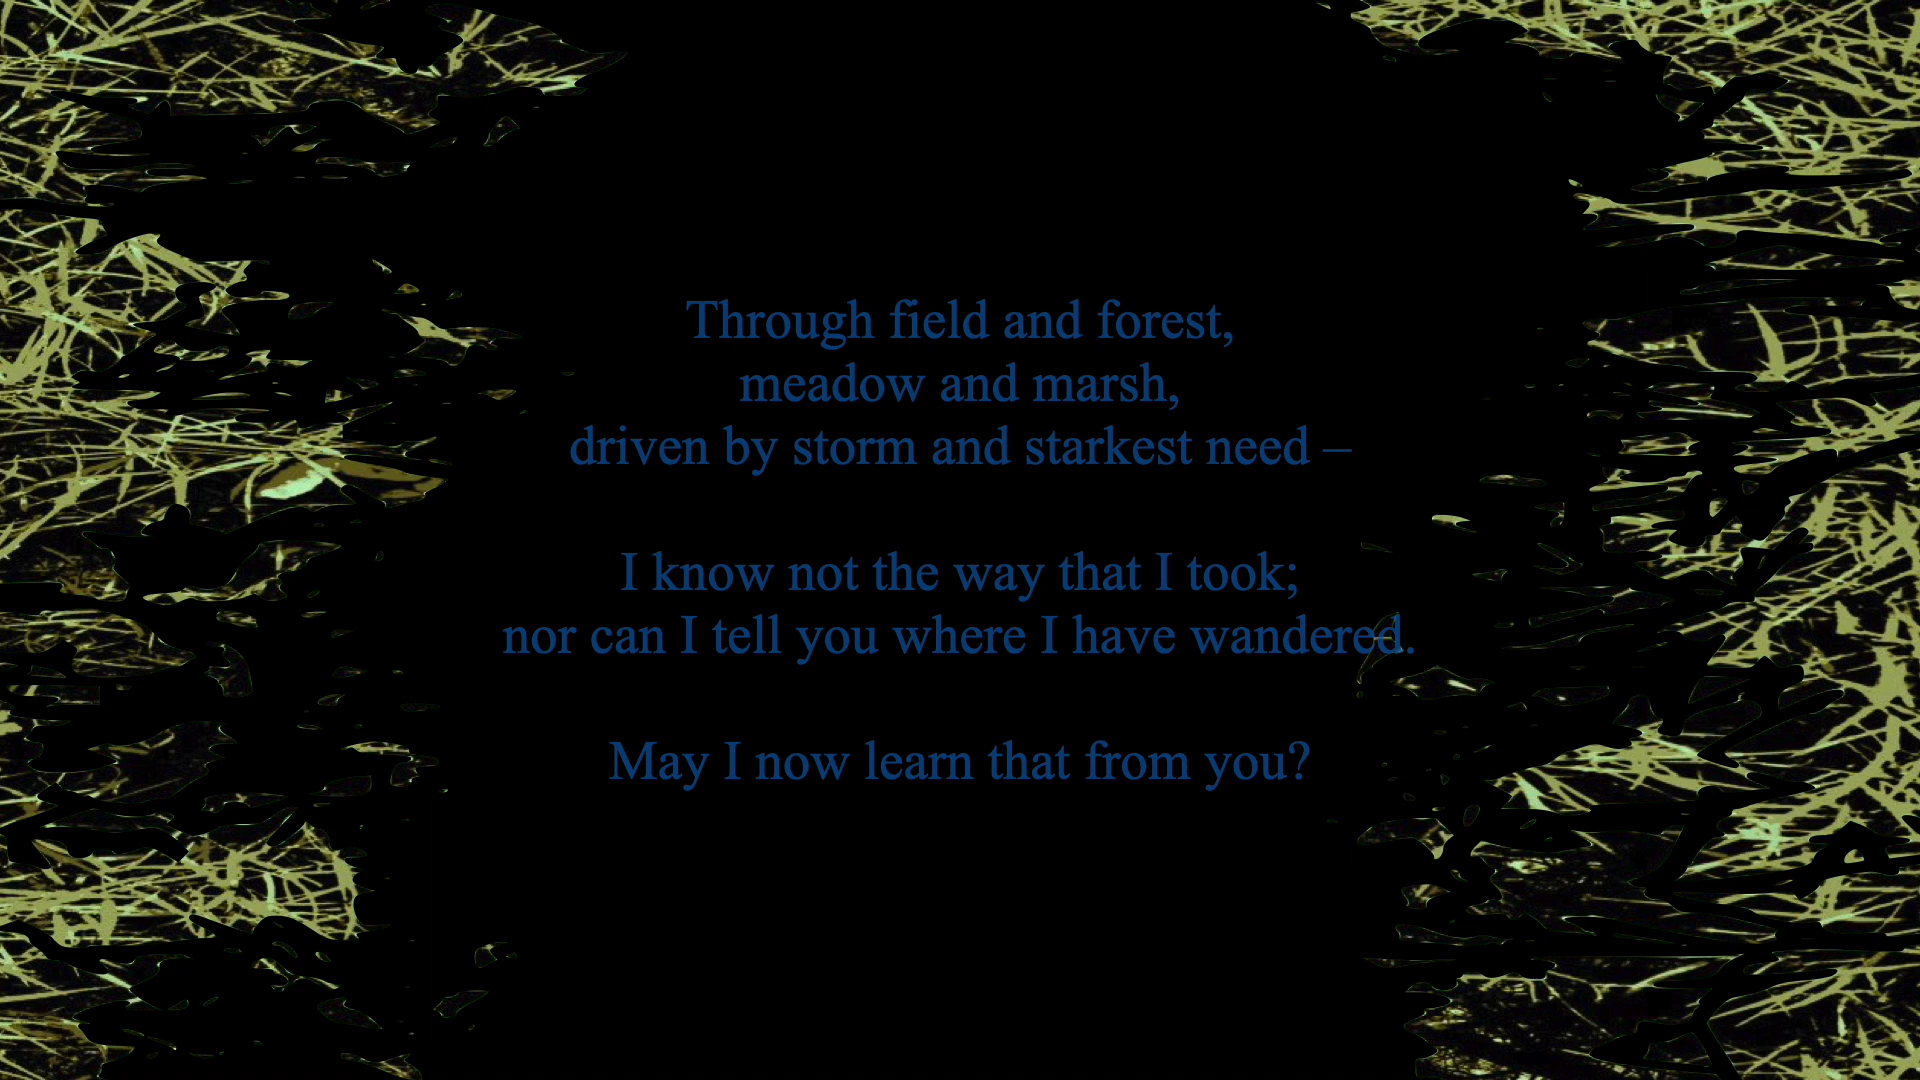 Through field and forest,
meadow and marsh,
driven by storm and starkest need –
I know not the way that I took;
nor can I tell you where I have wandered.
May I now learn that from you?